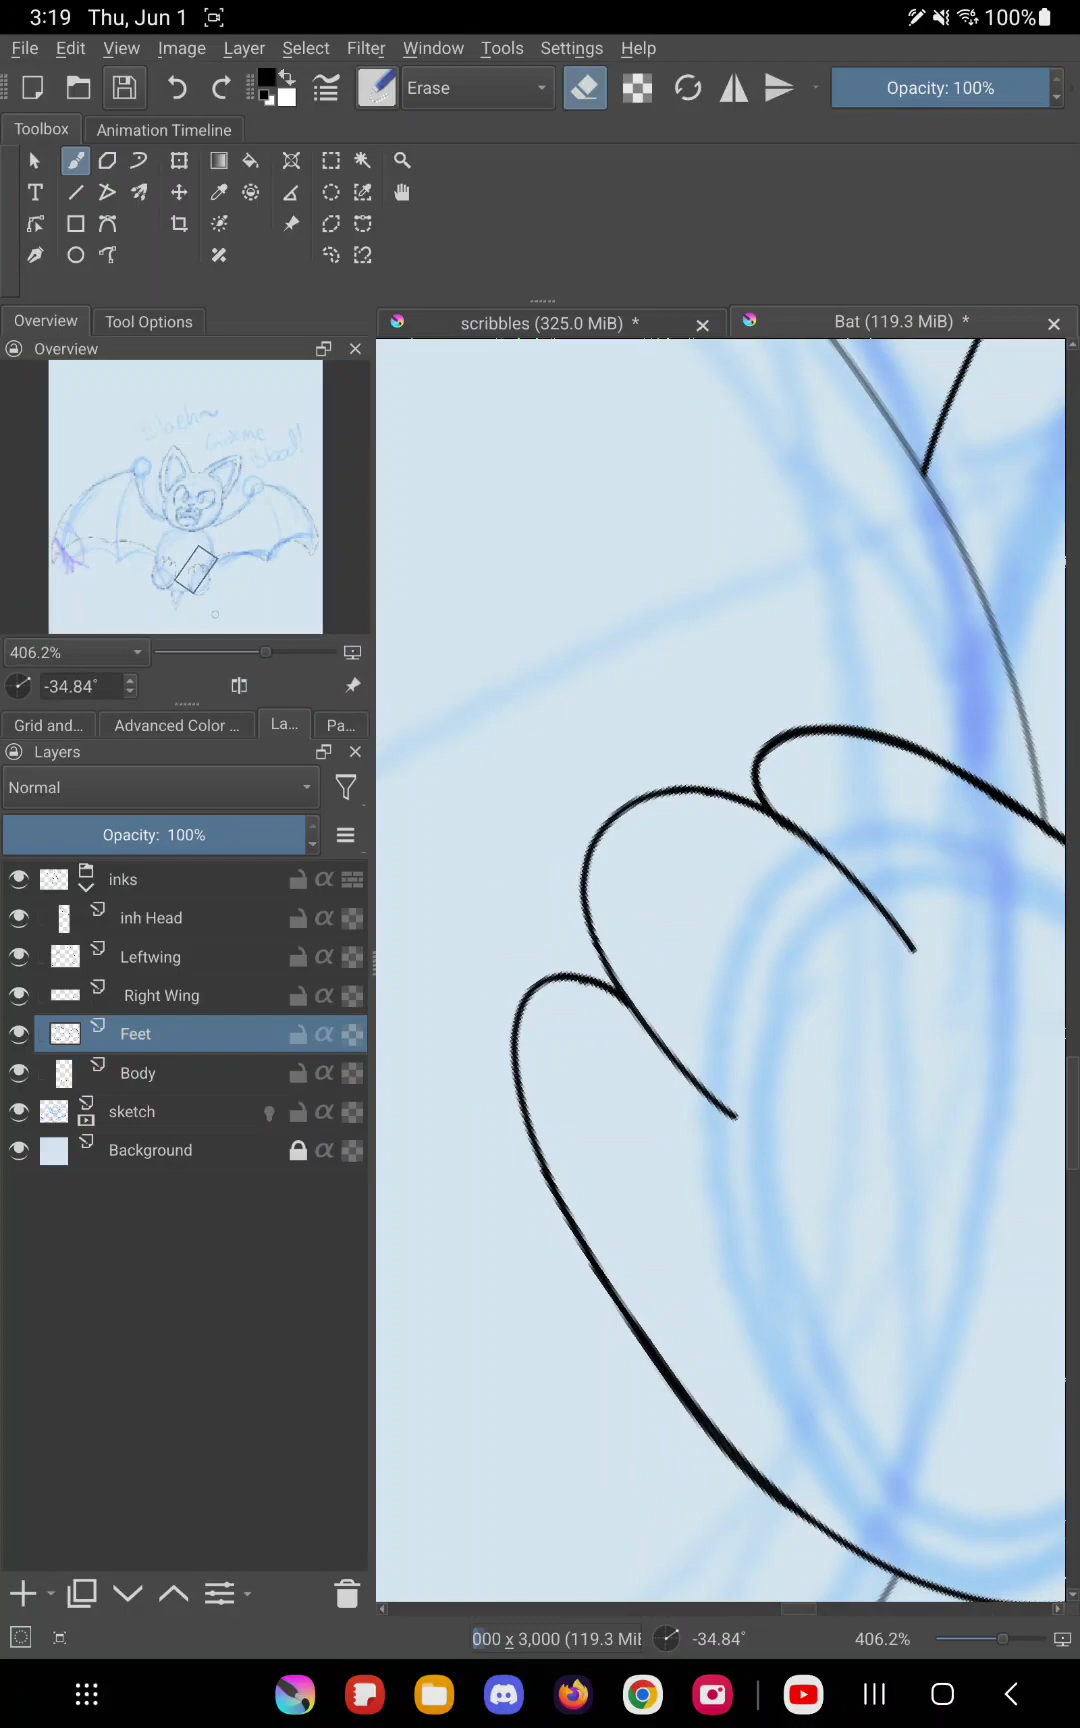 3:19 Thu, Jun 1 100%
File Edit View Image Layer Select Filter Window Tools Settings Help
Erase Opacity: 100%
Toolbox Animation Timeline
Overview Tool Options
scribbles (325.0 MiB) * Bat (119.3 MiB) *
Overview
Blood!
406.2%
-34.84°
Grid and... Advanced Color ... La... Pa...
Layers
Normal
Opacity: 100%
inks
inh Head
Leftwing
Right Wing
Feet
Body
sketch
Background
000 x 3,000 (119.3 MiE -34.84° 406.2%